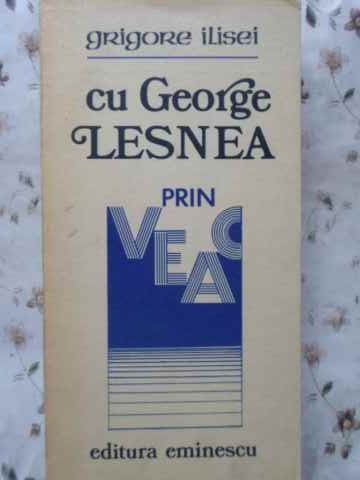 grigore ilisei
cu George
LESNEA
PRIN
VEAC
editura eminescu